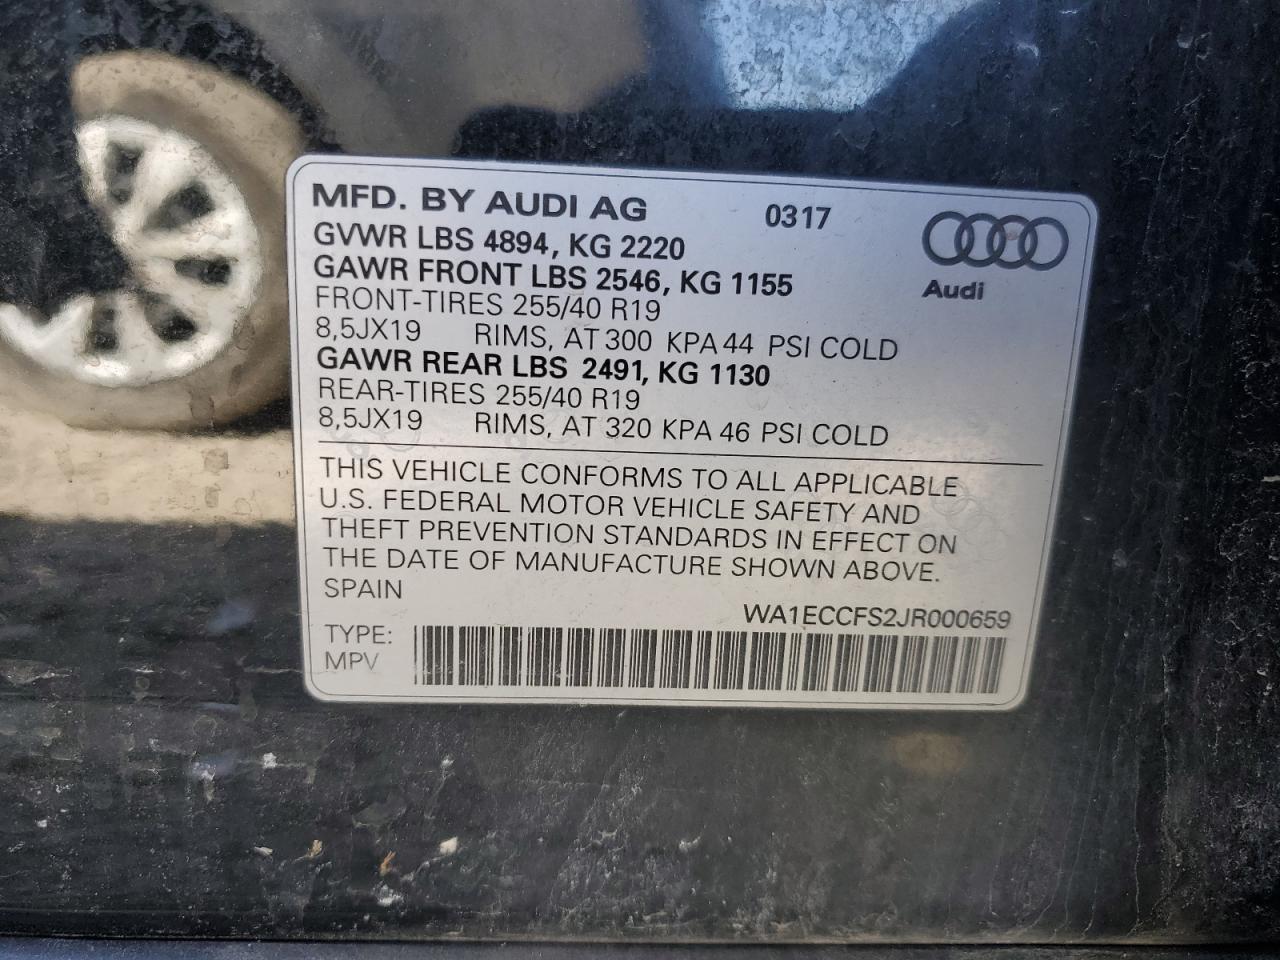 MFD. BY AUDI AG 0317
GVWR LBS 4894, KG 2220
GAWR FRONT LBS 2546, KG 1155
Audi
FRONT-TIRES 255/40 R19
8,5JX19 RIMS, AT 300 KPA 44 PSI COLD
GAWR REAR LBS 2491, KG 1130
REAR-TIRES 255/40 R19
8,5JX19 RIMS, AT 320 KPA 46 PSI COLD
THIS VEHICLE CONFORMS TO ALL APPLICABLE
U.S. FEDERAL MOTOR VEHICLE SAFETY AND
THEFT PREVENTION STANDARDS IN EFFECT ON
THE DATE OF MANUFACTURE SHOWN ABOVE.
SPAIN
WA1ECCFS2JR000659
TYPE:
MPV